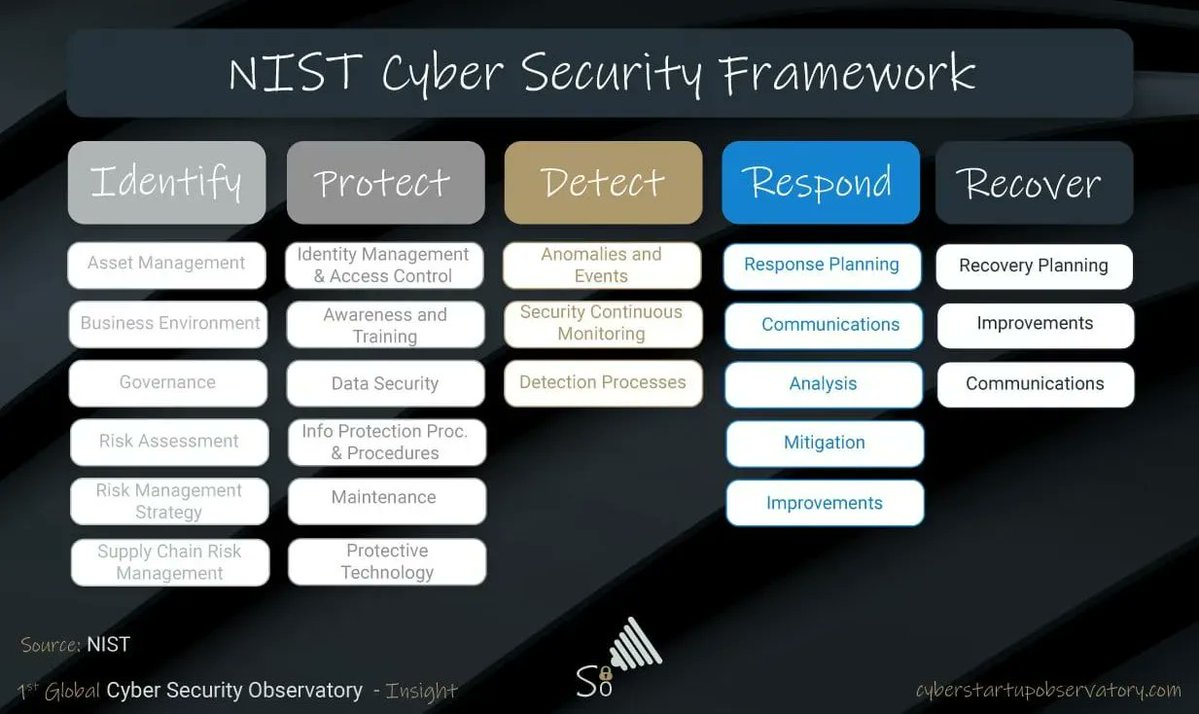 NIST Cyber Security Framework
Identify
Asset Management
Business Environment
Governance
Risk Assessment
Risk Management
Strategy
Supply Chain Risk
Management
Protect
Identity Management
& Access Control
Awareness and
Training
Data Security
Info Protection Proc.
& Procedures
Maintenance
Protective
Technology
Detect
Anomalies and
Events
Security Continuous
Monitoring
Detection Processes
Respond
Response Planning
Communications
Analysis
Mitigation
Improvements
Recover
Recovery Planning
Improvements
Communications
Source: NIST
1st Global Cyber Security Observatory - Insight
So
cyberstartupobservatory.com